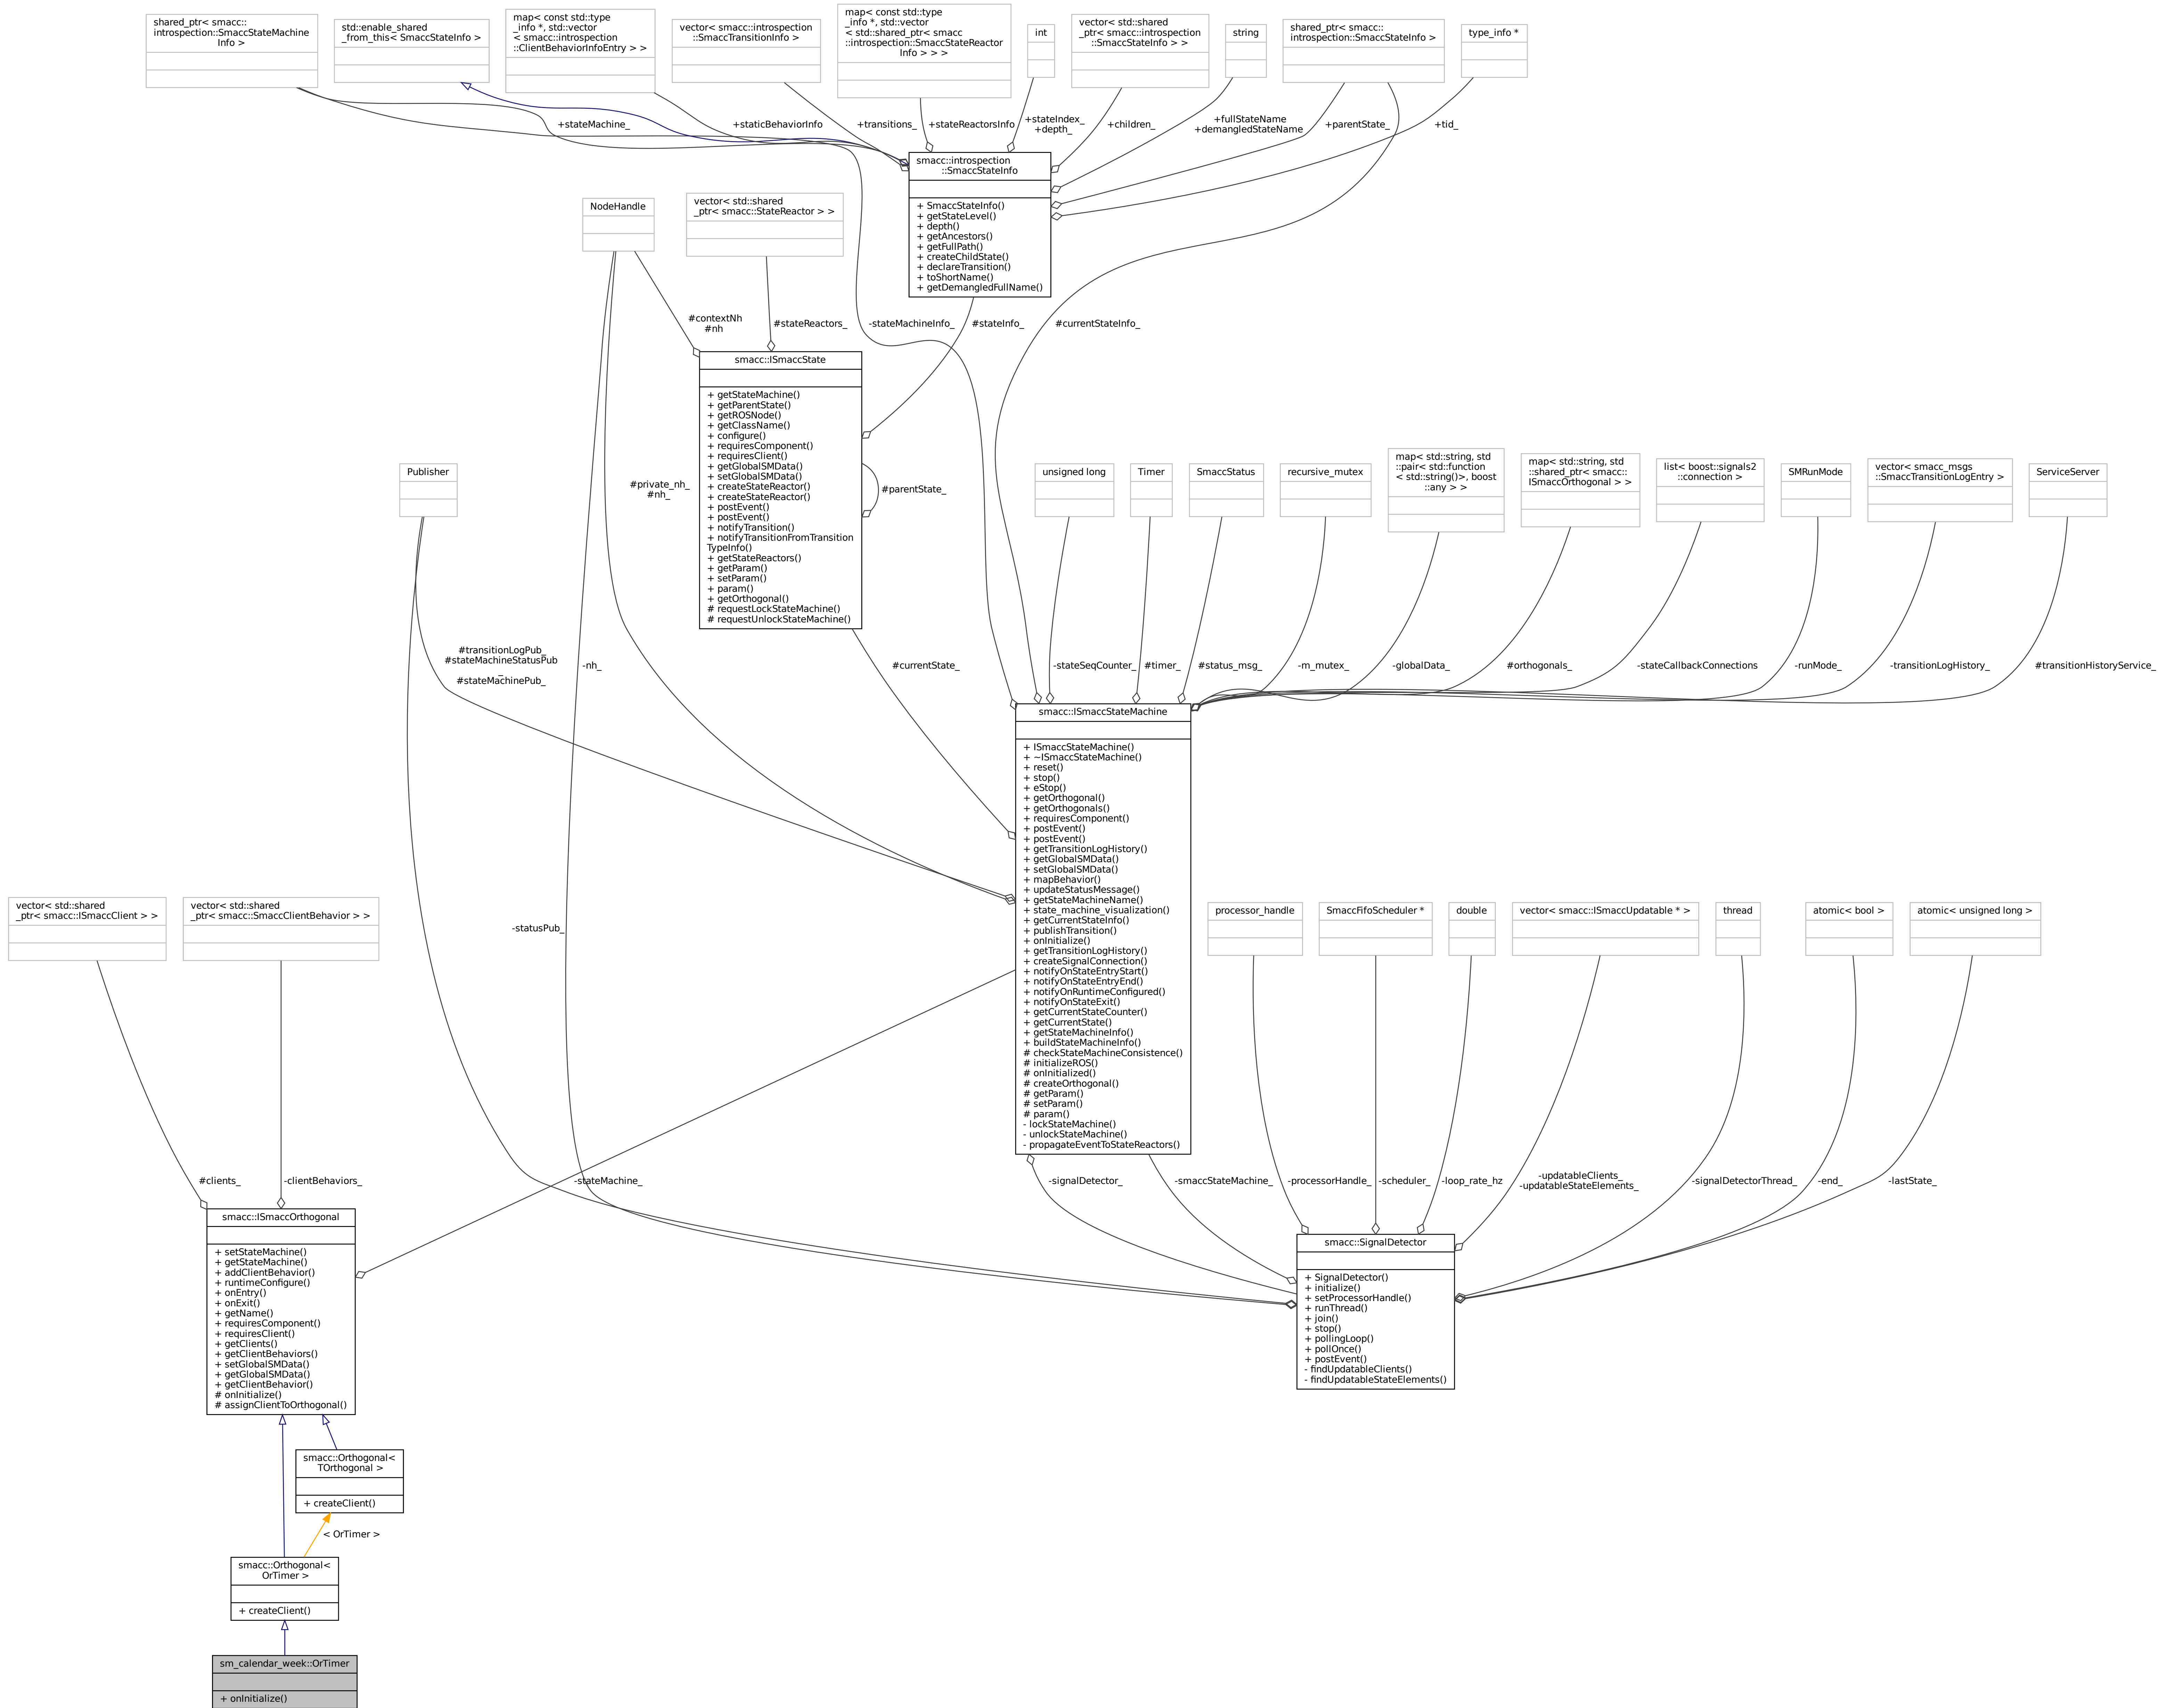 shared_ptr< smacc::
introspection::SmaccStateMachine
Info >
std::enable_shared
_from_this< SmaccStateInfo >
map< const std::type
_info *, std::vector
< smacc::introspection
::ClientBehaviorInfoEntry > >
vector< smacc::introspection
::SmaccTransitionInfo >
map< const std::type
_info *, std::vector
< std::shared_ptr< smacc
::introspection::SmaccStateReactor
Info > > >
int
vector< std::shared
_ptr< smacc::introspection
::SmaccStateInfo > >
string
shared_ptr< smacc::
introspection::SmaccStateInfo >
type_info *
+stateMachine_
+staticBehaviorInfo
+transitions_
+stateReactorsInfo
+stateIndex_
+depth_
+children_
+fullStateName
+demangledStateName
+parentState_
+tid_
smacc::introspection
::SmaccStateInfo
+ SmaccStateInfo()
+ getStateLevel()
+ depth()
+ getAncestors()
+ getFullPath()
+ createChildState()
+ declareTransition()
+ toShortName()
+ getDemangledFullName()
NodeHandle
vector< std::shared
_ptr< smacc::StateReactor > >
#contextNh
#nh
#stateReactors_
-stateMachineInfo_
#stateInfo_
#currentStateInfo_
smacc::ISmaccState
+ getStateMachine()
+ getParentState()
+ getROSNode()
+ getClassName()
+ configure()
+ requiresComponent()
+ requiresClient()
+ getGlobalSMData()
+ setGlobalSMData()
+ createStateReactor()
+ createStateReactor()
+ postEvent()
+ postEvent()
+ notifyTransition()
+ notifyTransitionFromTransition
TypeInfo()
+ getStateReactors()
+ getParam()
+ setParam()
+ param()
+ getOrthogonal()
# requestLockStateMachine()
# requestUnlockStateMachine()
#parentState_
Publisher
#private_nh_
#nh_
unsigned long
Timer
SmaccStatus
recursive_mutex
map< std::string, std
::pair< std::function
< std::string()>, boost
::any > >
map< std::string, std
::shared_ptr< smacc::
ISmaccOrthogonal > >
list< boost::signals2
::connection >
SMRunMode
vector< smacc_msgs
::SmaccTransitionLogEntry >
ServiceServer
#transitionLogPub_
#stateMachineStatusPub
_
#stateMachinePub_
-nh_
#currentState_
-stateSeqCounter_
#timer_
#status_msg_
-m_mutex_
-globalData_
#orthogonals_
-stateCallbackConnections
-runMode_
-transitionLogHistory_
#transitionHistoryService_
smacc::ISmaccStateMachine
+ ISmaccStateMachine()
+ ~ISmaccStateMachine()
+ reset()
+ stop()
+ eStop()
+ getOrthogonal()
+ getOrthogonals()
+ requiresComponent()
+ postEvent()
+ postEvent()
+ getTransitionLogHistory()
+ getGlobalSMData()
+ setGlobalSMData()
+ mapBehavior()
+ updateStatusMessage()
+ getStateMachineName()
+ state_machine_visualization()
+ getCurrentStateInfo()
+ publishTransition()
+ onInitialize()
+ getTransitionLogHistory()
+ createSignalConnection()
+ notifyOnStateEntryStart()
+ notifyOnStateEntryEnd()
+ notifyOnRuntimeConfigured()
+ notifyOnStateExit()
+ getCurrentStateCounter()
+ getCurrentState()
+ getStateMachineInfo()
+ buildStateMachineInfo()
# checkStateMachineConsistence()
# initializeROS()
# onInitialized()
# createOrthogonal()
# getParam()
# setParam()
# param()
- lockStateMachine()
- unlockStateMachine()
- propagateEventToStateReactors()
vector< std::shared
_ptr< smacc::ISmaccClient > >
vector< std::shared
_ptr< smacc::SmaccClientBehavior > >
-statusPub_
processor_handle
SmaccFifoScheduler *
double
vector< smacc::ISmaccUpdatable * >
thread
atomic< bool >
atomic< unsigned long >
#clients_
-clientBehaviors_
-stateMachine_
-signalDetector_
-smaccStateMachine_
-processorHandle_
-scheduler_
-loop_rate_hz
-updatableClients_
-updatableStateElements_
-signalDetectorThread_
-end_
-lastState_
smacc::ISmaccOrthogonal
+ setStateMachine()
+ getStateMachine()
+ addClientBehavior()
+ runtimeConfigure()
+ onEntry()
+ onExit()
+ getName()
+ requiresComponent()
+ requiresClient()
+ getClients()
+ getClientBehaviors()
+ setGlobalSMData()
+ getGlobalSMData()
+ getClientBehavior()
# onInitialize()
# assignClientToOrthogonal()
smacc::SignalDetector
+ SignalDetector()
+ initialize()
+ setProcessorHandle()
+ runThread()
+ join()
+ stop()
+ pollingLoop()
+ pollOnce()
+ postEvent()
- findUpdatableClients()
- findUpdatableStateElements()
smacc::Orthogonal<
TOrthogonal >
+ createClient()
< OrTimer >
smacc::Orthogonal<
OrTimer >
+ createClient()
sm_calendar_week::OrTimer
+ onInitialize()